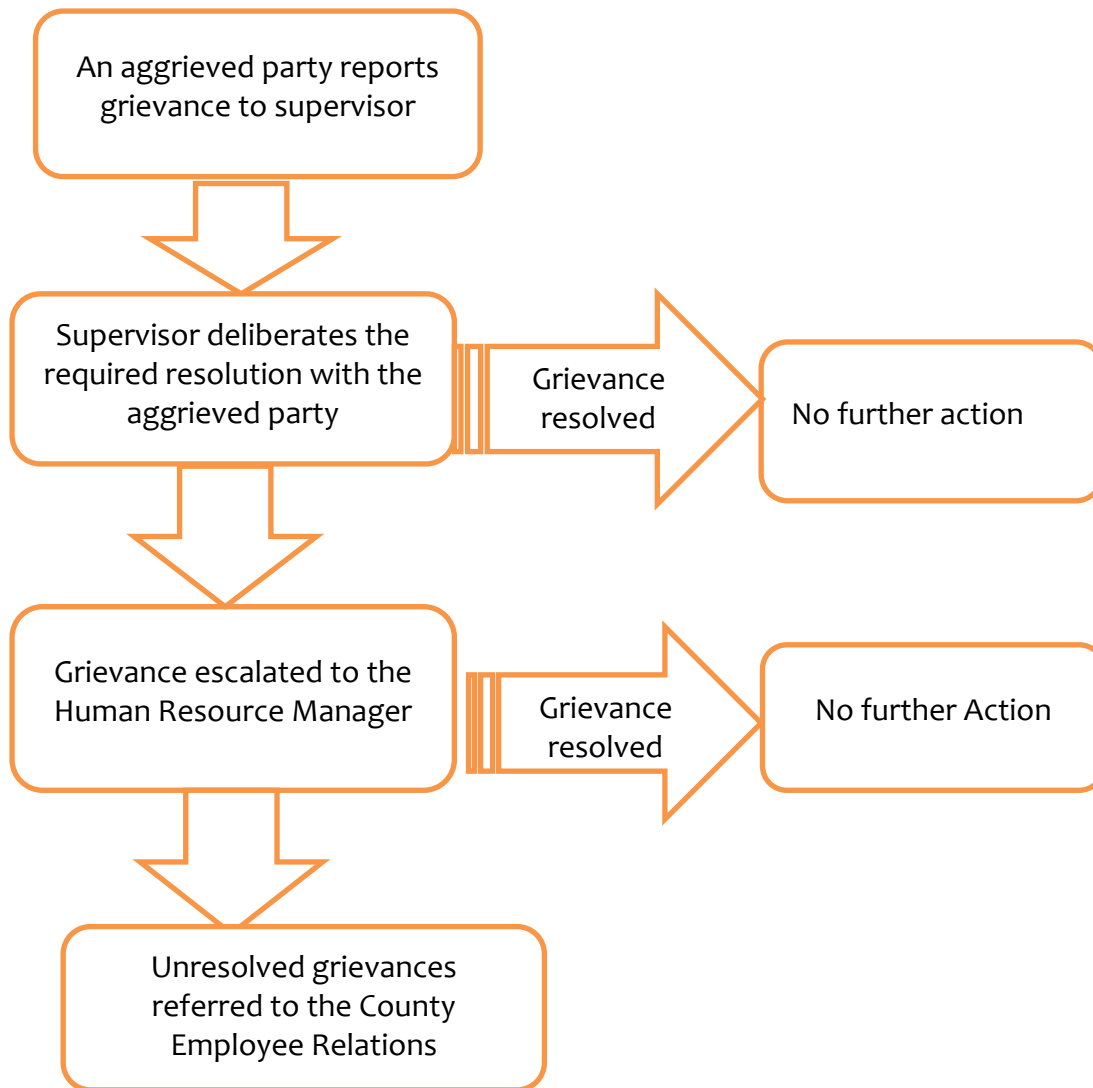 An aggrieved party reports
grievance to supervisor
Supervisor deliberates the
required resolution with the
aggrieved party
Grievance
resolved
No further action
Grievance escalated to the
Human Resource Manager
Grievance
resolved
No further Action
Unresolved grievances
referred to the County
Employee Relations